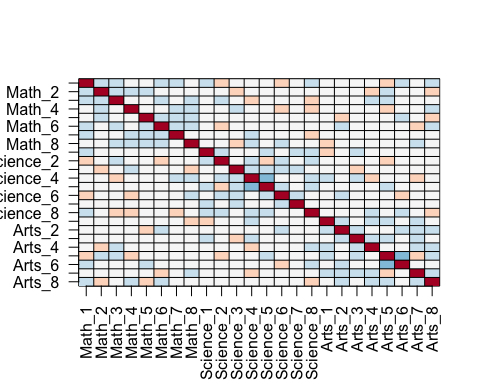 Math_2
Math_4
Math_6
Math_8
cience_2
Science_4
cience_6
cience_8
Arts_2
Arts_4
Arts_6
Arts_8
Math_1
Math_2
Math_3
Math_4
Math_5
Math_6
Math_7
Math_8
Science_1
Science_2
Science_3
Science_4
Science_5
Science_6
Science_7
Science_8
Arts_1
Arts_2
Arts_3
Arts_4
Arts_5
Arts_6
Arts_7
Arts_8